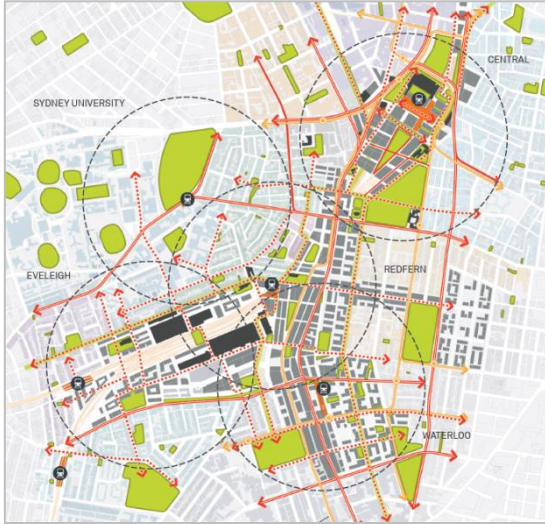 CENTRAL
SYDNEY UNIVERSITY
EVELEIGH
REDFERN
WATERLOO